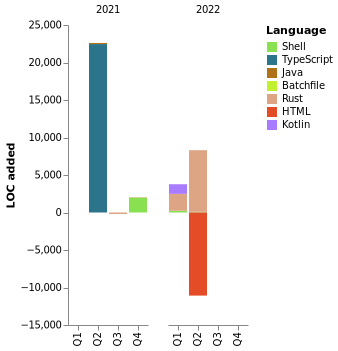 2021
2022
25,000
20,000
15,000
10,000
5,000
0
−5,000
−10,000
−15,000
LOC added
Q1
Q2
Q3
Q4
Q1
Q2
Q3
Q4
Language
Shell
TypeScript
Java
Batchfile
Rust
HTML
Kotlin